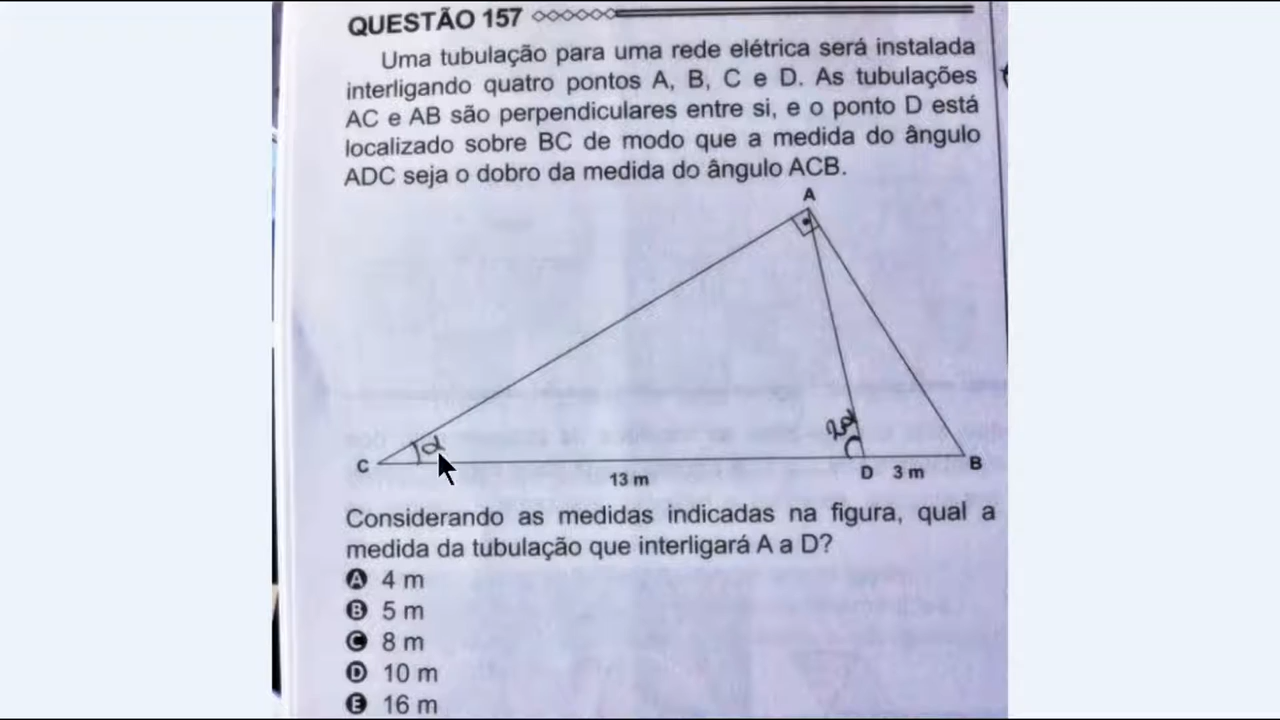 QUESTÃO 157
Uma tubulação para uma rede elétrica será instalada
interligando quatro pontos A, B, C e D. As tubulações
AC e AB são perpendiculares entre si, e o ponto D está
localizado sobre BC de modo que a medida do ângulo
ADC seja o dobro da medida do ângulo ACB.
A
α
2α
C
B
13 m
D
3 m
Considerando as medidas indicadas na figura, qual a
medida da tubulação que interligará A a D?
A 4 m
B 5 m
C 8 m
D 10 m
E 16 m